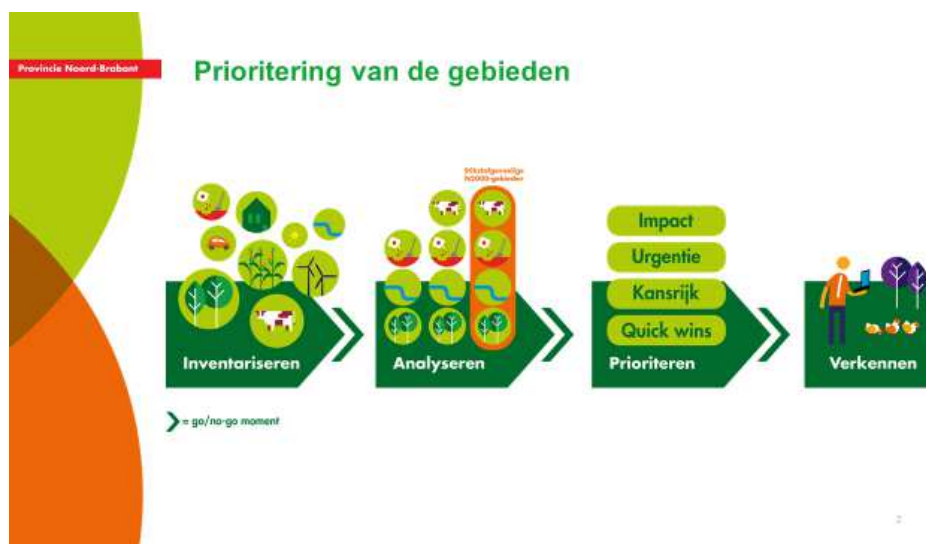 Provincie Noord-Brabant
Prioritering van de gebieden
Stikstofgevoelige
N2000-gebieden
Impact
Urgentie
Kansrijk
Quick wins
Inventariseren
Analyseren
Prioriteren
Verkennen
= go/no-go moment
2